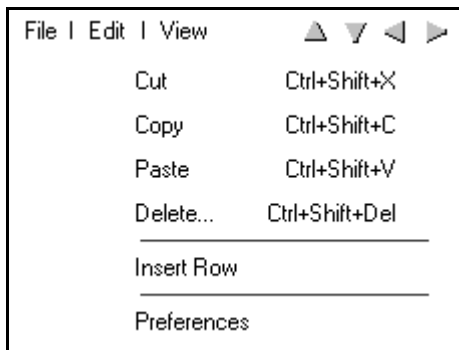 File | Edit | View
Cut Ctrl+Shift+X
Copy Ctrl+Shift+C
Paste Ctrl+Shift+V
Delete... Ctrl+Shift+Del
Insert Row
Preferences